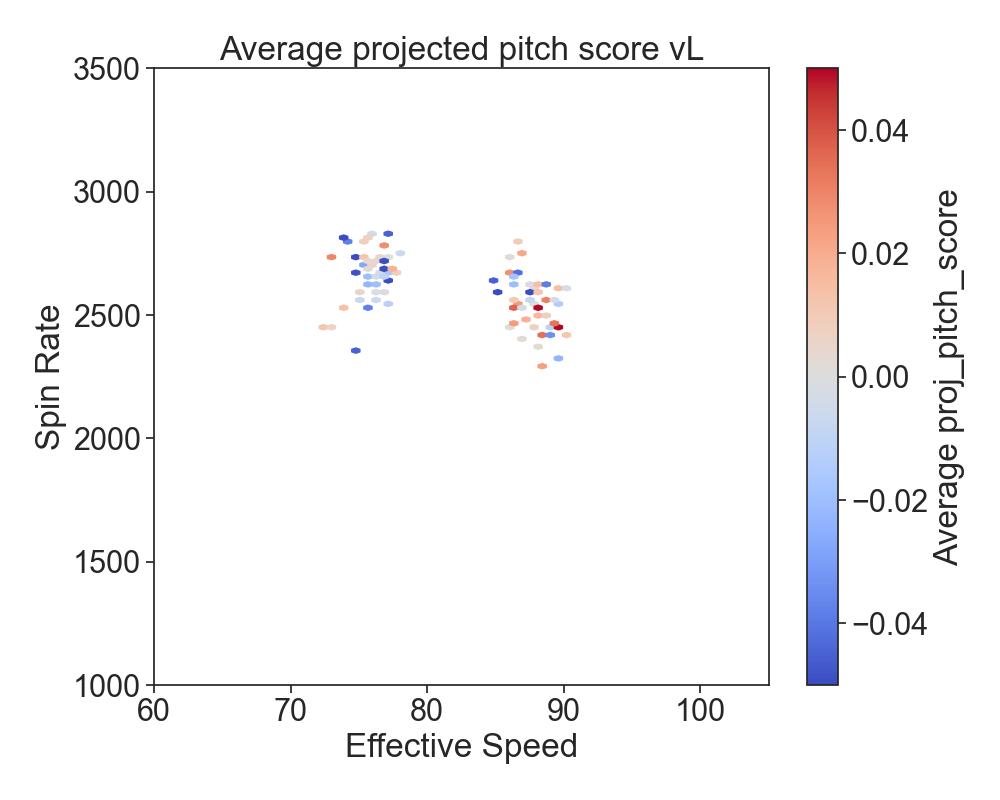 Average projected pitch score vL
3500
3000
2500
2000
1500
1000
Spin Rate
60 70 80 90 100
Effective Speed
0.04
0.02
0.00
−0.02
−0.04
Average proj_pitch_score